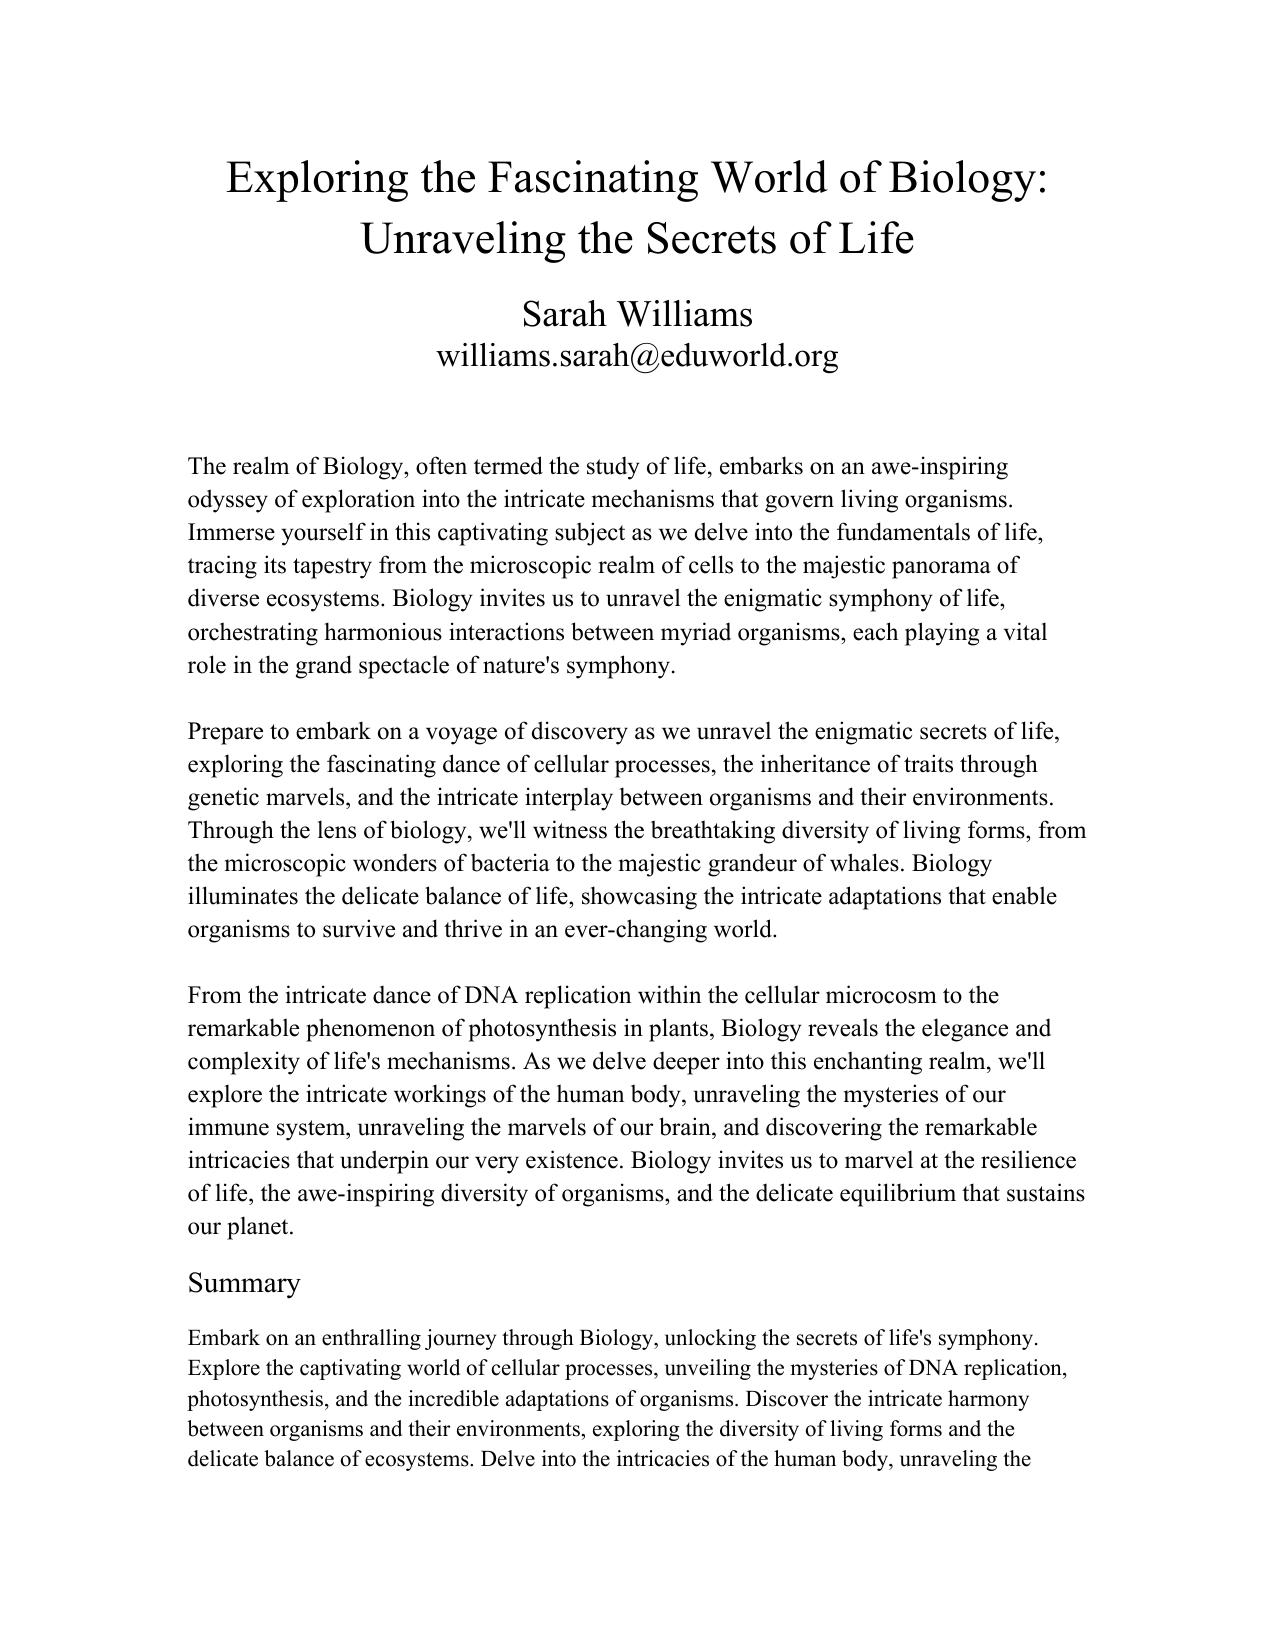 Exploring the Fascinating World of Biology:
Unraveling the Secrets of Life
Sarah Williams
williams.sarah@eduworld.org
The realm of Biology, often termed the study of life, embarks on an awe-inspiring
odyssey of exploration into the intricate mechanisms that govern living organisms.
Immerse yourself in this captivating subject as we delve into the fundamentals of life,
tracing its tapestry from the microscopic realm of cells to the majestic panorama of
diverse ecosystems. Biology invites us to unravel the enigmatic symphony of life,
orchestrating harmonious interactions between myriad organisms, each playing a vital
role in the grand spectacle of nature's symphony.
Prepare to embark on a voyage of discovery as we unravel the enigmatic secrets of life,
exploring the fascinating dance of cellular processes, the inheritance of traits through
genetic marvels, and the intricate interplay between organisms and their environments.
Through the lens of biology, we'll witness the breathtaking diversity of living forms, from
the microscopic wonders of bacteria to the majestic grandeur of whales. Biology
illuminates the delicate balance of life, showcasing the intricate adaptations that enable
organisms to survive and thrive in an ever-changing world.
From the intricate dance of DNA replication within the cellular microcosm to the
remarkable phenomenon of photosynthesis in plants, Biology reveals the elegance and
complexity of life's mechanisms. As we delve deeper into this enchanting realm, we'll
explore the intricate workings of the human body, unraveling the mysteries of our
immune system, unraveling the marvels of our brain, and discovering the remarkable
intricacies that underpin our very existence. Biology invites us to marvel at the resilience
of life, the awe-inspiring diversity of organisms, and the delicate equilibrium that sustains
our planet.
Summary
Embark on an enthralling journey through Biology, unlocking the secrets of life's symphony.
Explore the captivating world of cellular processes, unveiling the mysteries of DNA replication,
photosynthesis, and the incredible adaptations of organisms. Discover the intricate harmony
between organisms and their environments, exploring the diversity of living forms and the
delicate balance of ecosystems. Delve into the intricacies of the human body, unraveling the